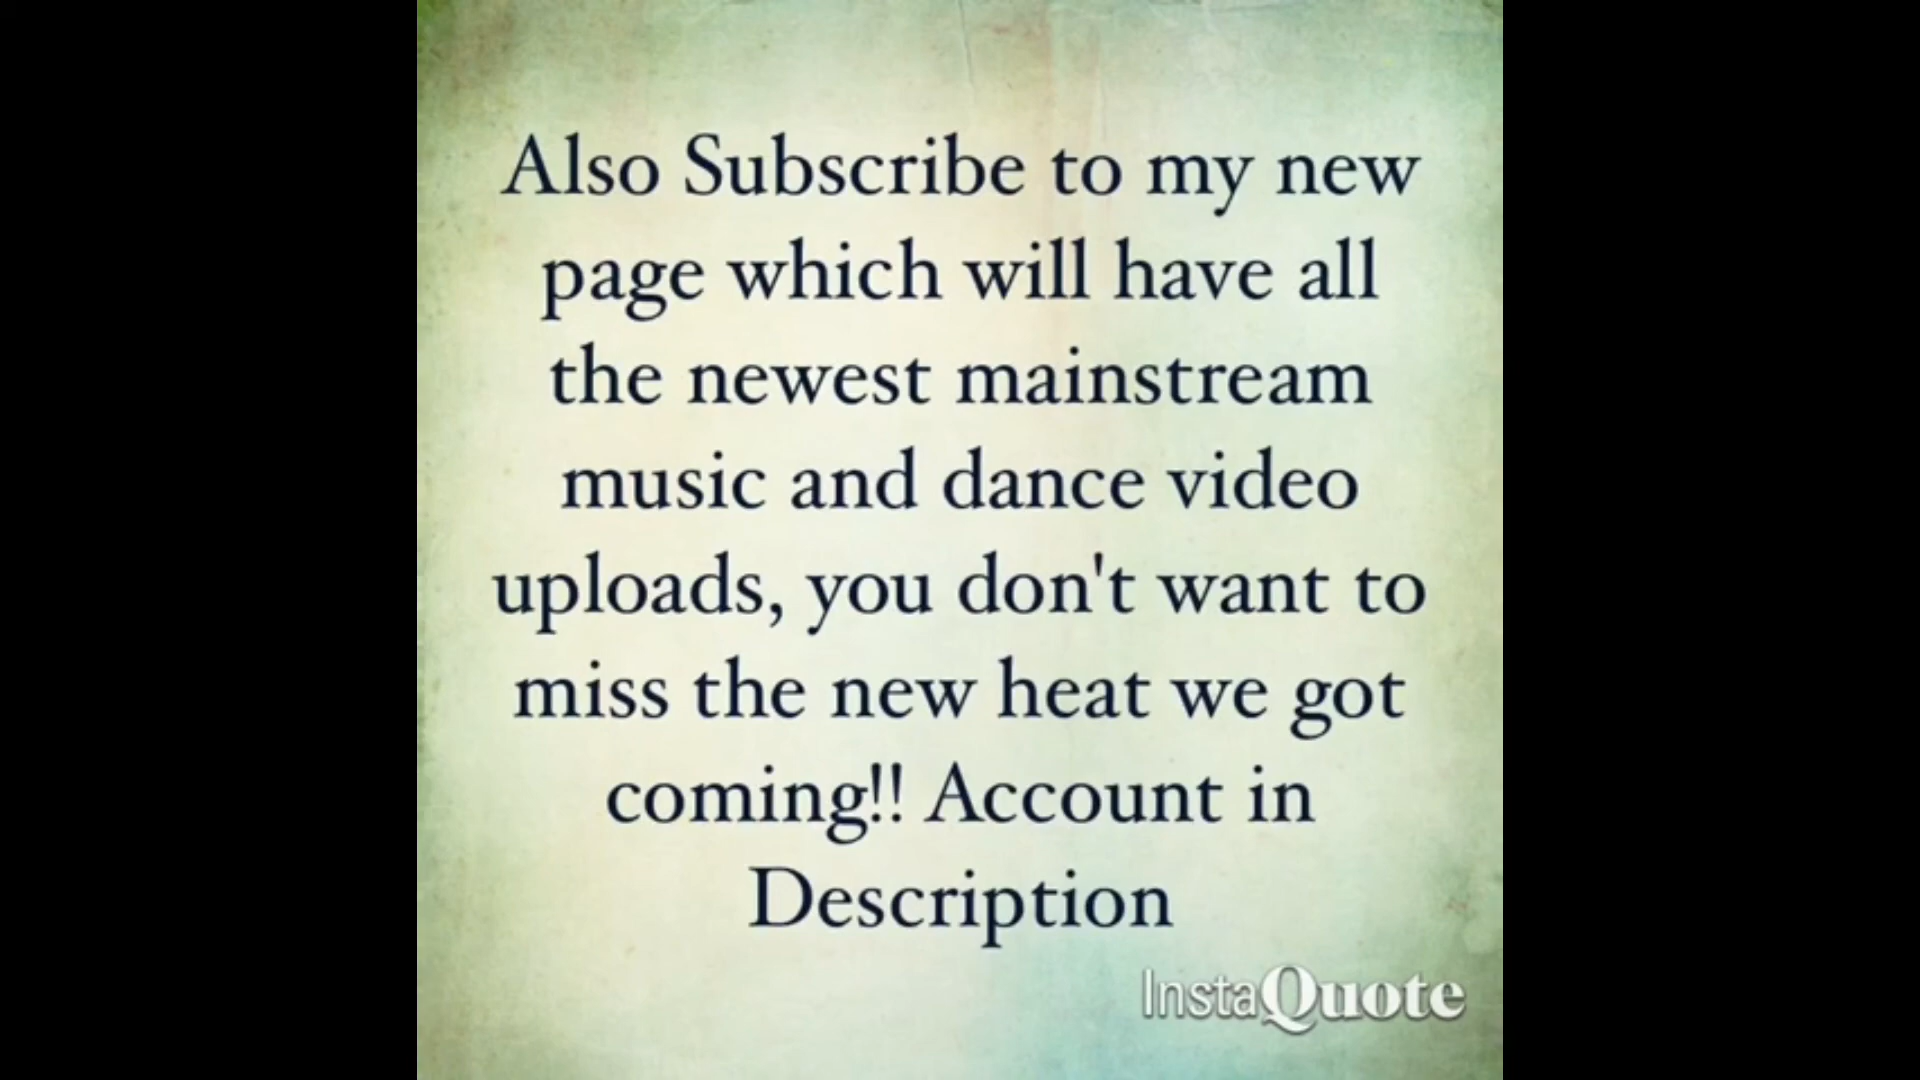 Also Subscribe to my new
page which will have all
the newest mainstream
music and dance video
uploads, you don't want to
miss the new heat we got
coming!! Account in
Description
InstaQuote